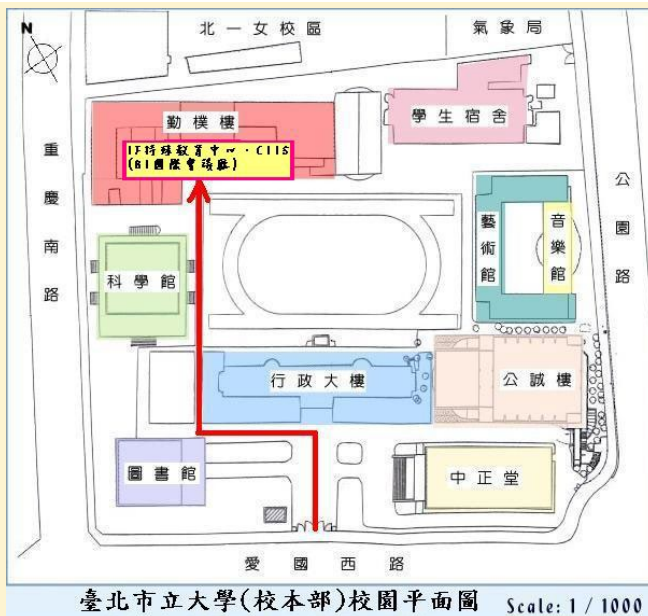 N
北一女校區
氣象局
勤樸樓
1F特殊教育中心．C115
(B1國際會議廳)
學生宿舍
重慶南路
公園路
科學館
藝術館
音樂館
行政大樓
公誠樓
圖書館
中正堂
愛國西路
臺北市立大學(校本部)校園平面圖 Scale: 1 / 1000